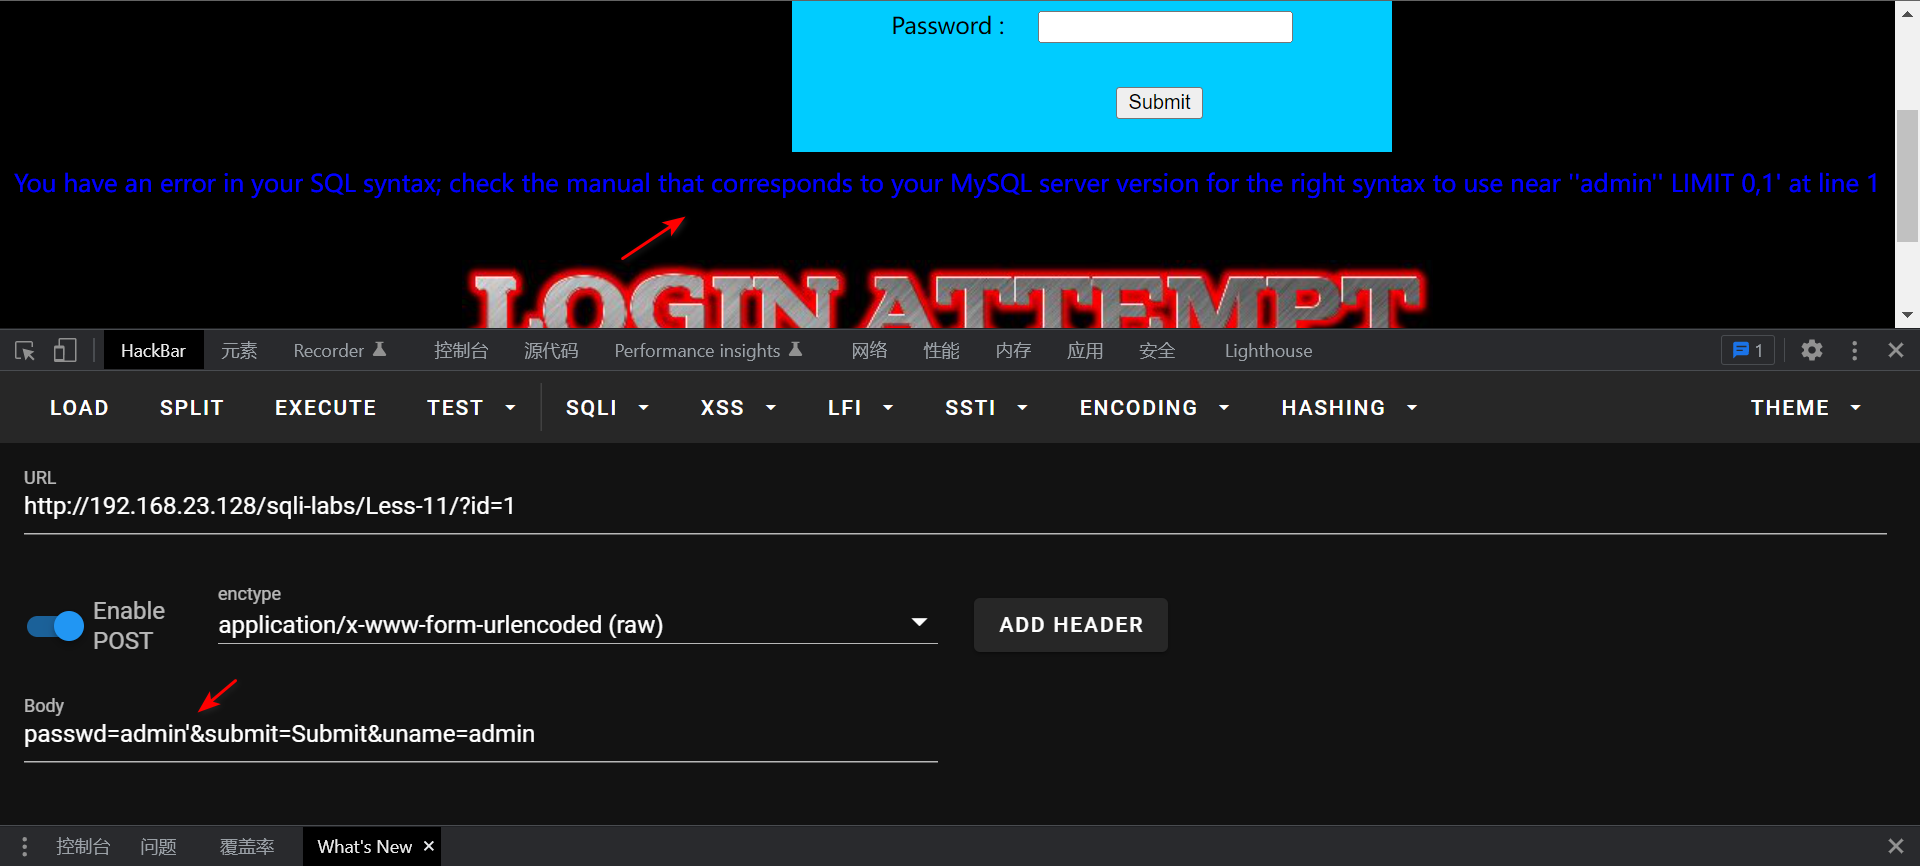 Password :
Submit
You have an error in your SQL syntax; check the manual that corresponds to your MySQL server version for the right syntax to use near ''admin'' LIMIT 0,1' at line 1
LOGIN ATTEMPT
HackBar 元素 Recorder 控制台 源代码 Performance insights 网络 性能 内存 应用 安全 Lighthouse 1
LOAD SPLIT EXECUTE TEST SQLI XSS LFI SSTI ENCODING HASHING THEME
URL
http://192.168.23.128/sqli-labs/Less-11/?id=1
enctype
Enable
POST
application/x-www-form-urlencoded (raw)
ADD HEADER
Body
passwd=admin'&submit=Submit&uname=admin
控制台 问题 覆盖率 What's New